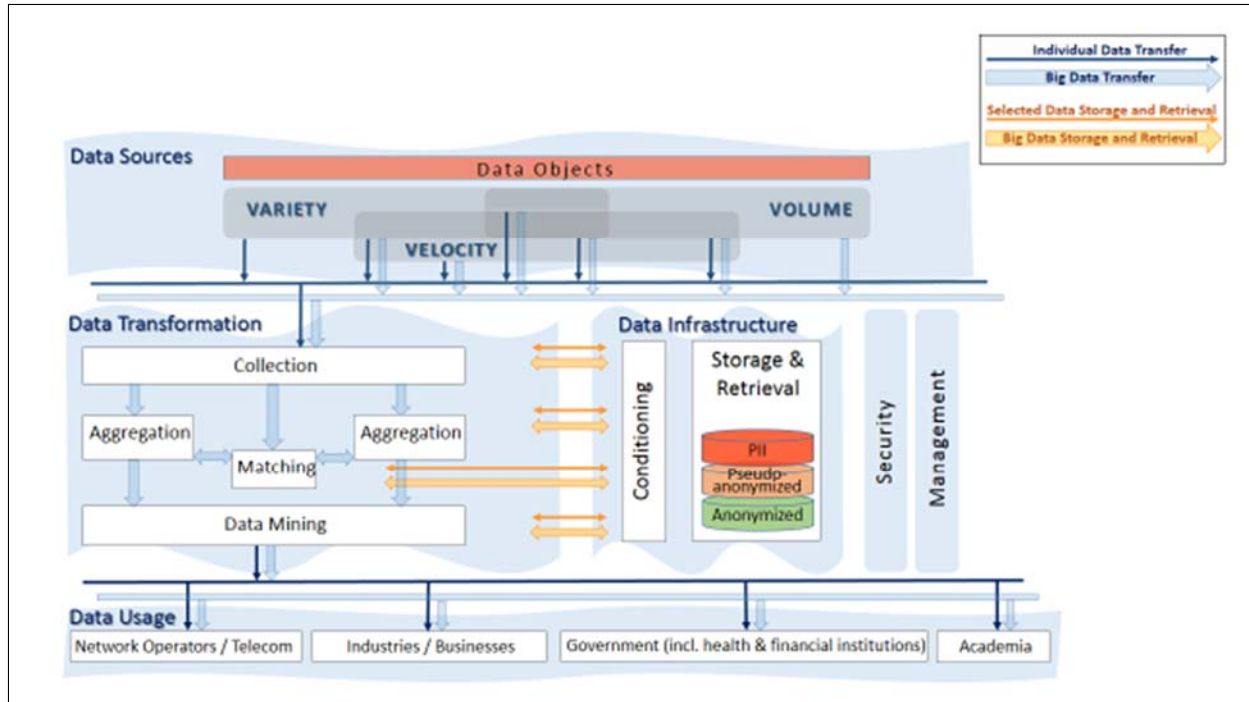 Individual Data Transfer
Big Data Transfer
Selected Data Storage and Retrieval
Big Data Storage and Retrieval
Data Sources
Data Objects
VARIETY
VOLUME
VELOCITY
Data Transformation
Collection
Aggregation
Aggregation
Matching
Data Mining
Data Infrastructure
Conditioning
Storage &
Retrieval
PII
Pseudp-
anonymized
Anonymized
Security
Management
Data Usage
Network Operators / Telecom
Industries / Businesses
Government (incl. health & financial institutions)
Academia